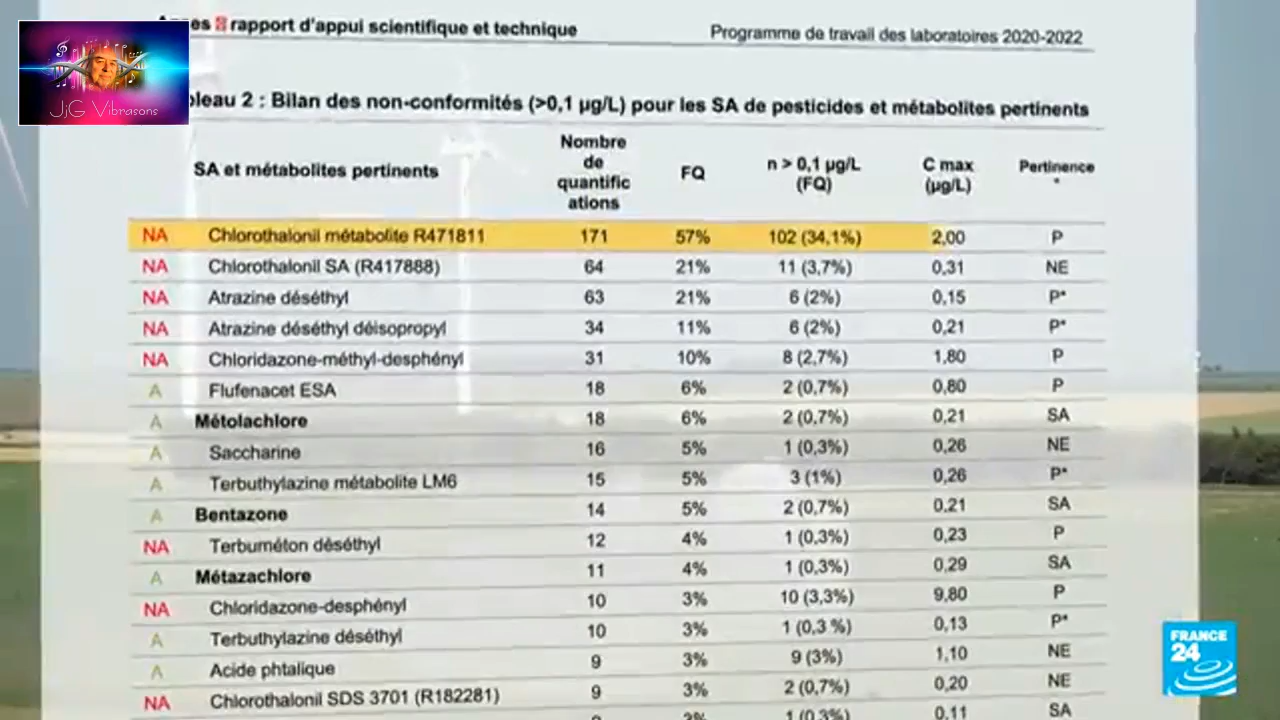 rapport d'appui scientifique et technique
Programme de travail des laboratoires 2020-2022
JiG Vibrasons
bleau 2 : Bilan des non-conformités (>0,1 µg/L) pour les SA de pesticides et métabolites pertinents
SA et métabolites pertinents
Nombre
de
quantific
ations
FQ
n > 0,1 µg/L
(FQ)
C max
(µg/L)
Pertinence
*
NA Chlorothalonil métabolite R471811 171 57% 102 (34,1%) 2,00 P
NA Chlorothalonil SA (R417888) 64 21% 11 (3,7%) 0,31 NE
NA Atrazine déséthyl 63 21% 6 (2%) 0,15 P*
NA Atrazine déséthyl déisopropyl 34 11% 6 (2%) 0,21 P*
NA Chloridazone-méthyl-desphényl 31 10% 8 (2,7%) 1,80 P
A Flufenacet ESA 18 6% 2 (0,7%) 0,80 P
A Métolachlore 18 6% 2 (0,7%) 0,21 SA
A Saccharine 16 5% 1 (0,3%) 0,26 NE
A Terbuthylazine métabolite LM6 15 5% 3 (1%) 0,26 P*
A Bentazone 14 5% 2 (0,7%) 0,21 SA
NA Terbuméton déséthyl 12 4% 1 (0,3%) 0,23 P
A Métazachlore 11 4% 1 (0,3%) 0,29 SA
NA Chloridazone-desphényl 10 3% 10 (3,3%) 9,80 P
A Terbuthylazine déséthyl 10 3% 1 (0,3 %) 0,13 P*
A Acide phtalique 9 3% 9 (3%) 1,10 NE
NA Chlorothalonil SDS 3701 (R182281) 9 3% 2 (0,7%) 0,20 NE
1 (0,3%) 0,11 SA
FRANCE
24